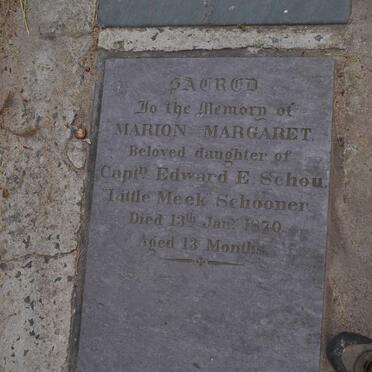 SACRED
To the Memory of
MARION MARGARET.
Beloved daughter of
Captn. Edward E. Schou.
Tattle Meek Schooner
Died 13th Jany. 1870.
Aged 13 Months.